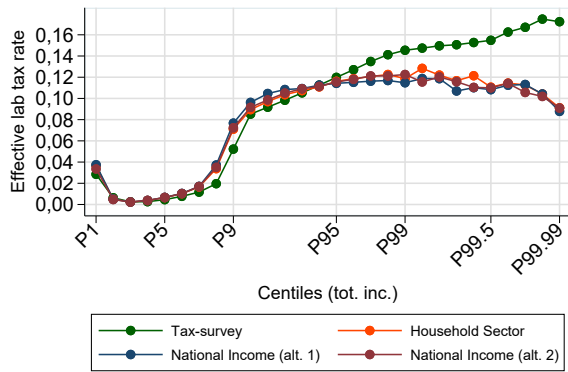 Effective lab tax rate
0,16
0,14
0,12
0,10
0,08
0,06
0,04
0,02
0,00
P1 P5 P9 P95 P99 P99.5 P99.99
Centiles (tot. inc.)
Tax-survey Household Sector
National Income (alt. 1) National Income (alt. 2)